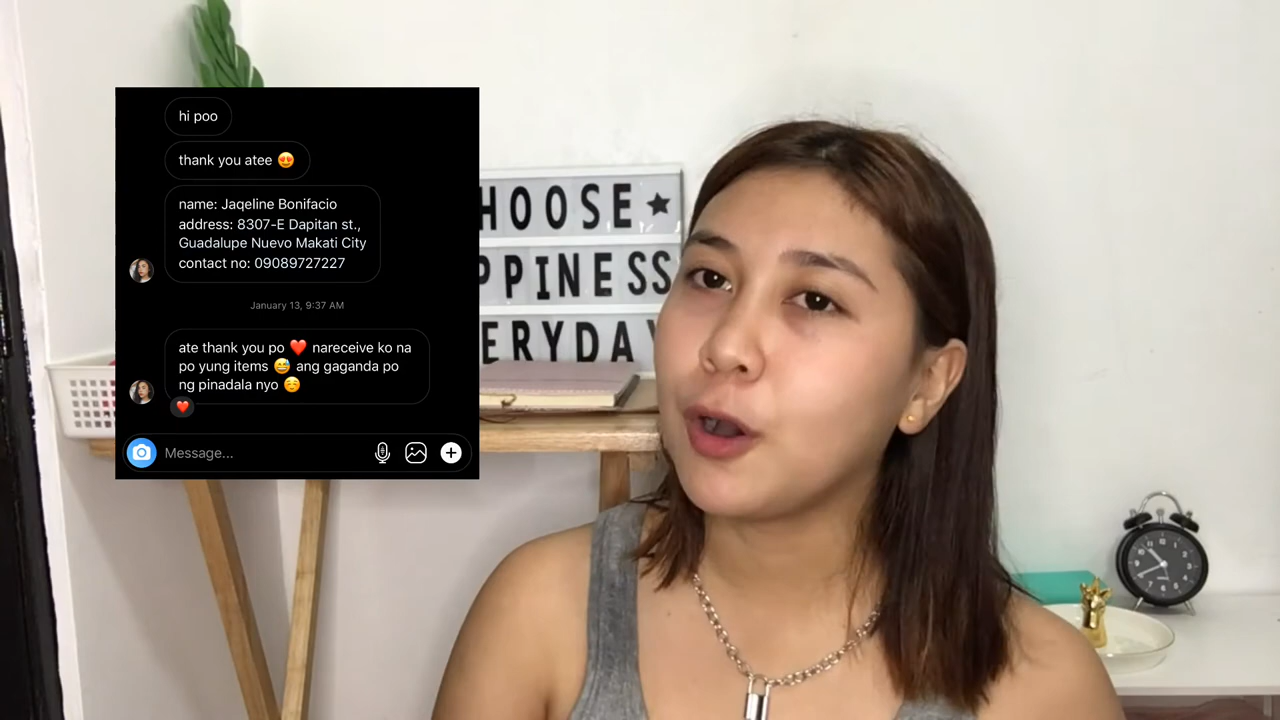 hi poo
thank you atee 😍
name: Jaqeline Bonifacio
address: 8307-E Dapitan st.,
Guadalupe Nuevo Makati City
contact no: 09089727227
January 13, 9:37 AM
ate thank you po ❤️ nareceive ko na
po yung items 😅 ang gaganda po
ng pinadala nyo ☺️
❤️
Message...
HOOSE ★
PPINESS
ERYDAY